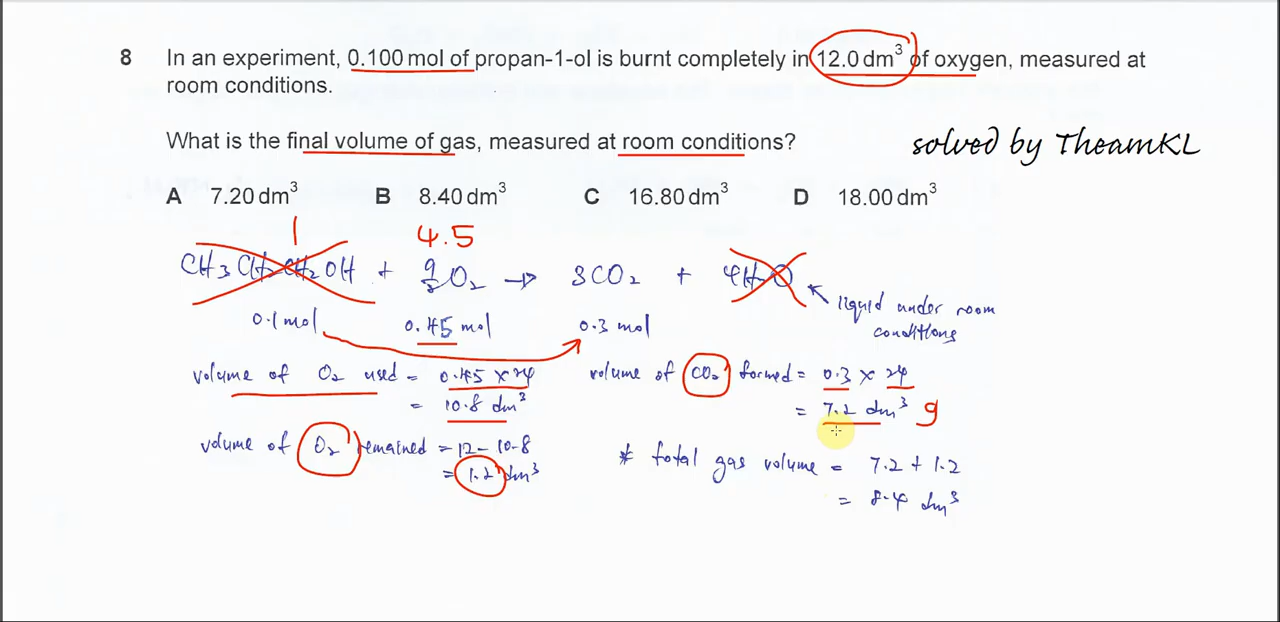 8 In an experiment, 0.100 mol of propan-1-ol is burnt completely in 12.0 dm³ of oxygen, measured at
room conditions.
What is the final volume of gas, measured at room conditions?
solved by TheamKL
A 7.20 dm³ B 8.40 dm³ C 16.80 dm³ D 18.00 dm³
1 4.5
CH₃CH₂CH₂OH + 9/2 O₂ → 3CO₂ + 4H₂O
liquid under room
conditions
0.1 mol 0.45 mol 0.3 mol
volume of O₂ used = 0.45 × 24
= 10.8 dm³
volume of O₂ remained = 12 - 10.8
= 1.2 dm³
volume of CO₂ formed = 0.3 × 24
= 7.2 dm³ g
* total gas volume = 7.2 + 1.2
= 8.4 dm³